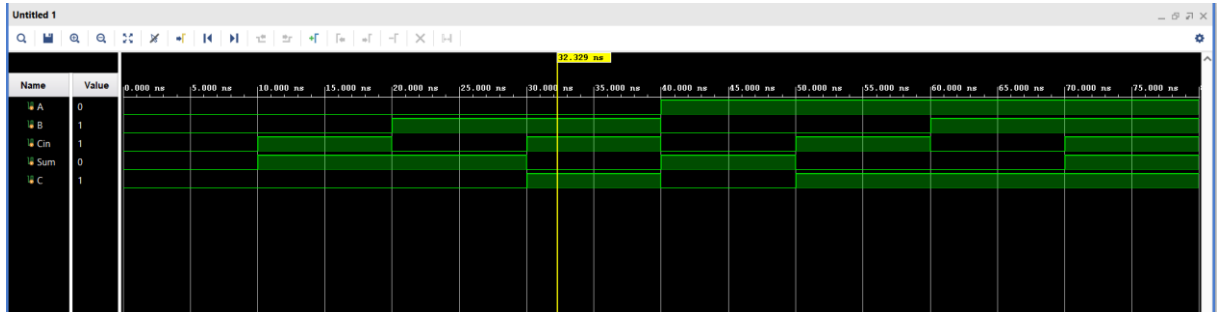 Untitled 1
32.329 ns
Name Value 0.000 ns 5.000 ns 10.000 ns 15.000 ns 20.000 ns 25.000 ns 30.000 ns 35.000 ns 40.000 ns 45.000 ns 50.000 ns 55.000 ns 60.000 ns 65.000 ns 70.000 ns 75.000 ns
A 0
B 1
Cin 1
Sum 0
C 1